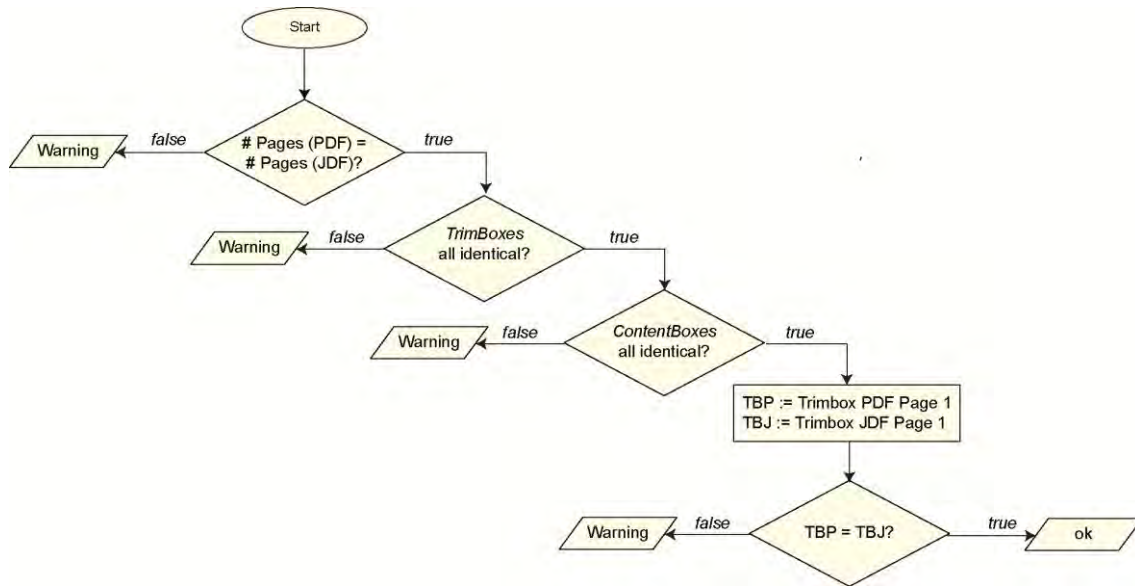 Start
# Pages (PDF) =
# Pages (JDF)?
false
true
Warning
TrimBoxes
all identical?
false
true
Warning
ContentBoxes
all identical?
false
true
Warning
TBP := Trimbox PDF Page 1
TBJ := Trimbox JDF Page 1
TBP = TBJ?
false
true
Warning
ok